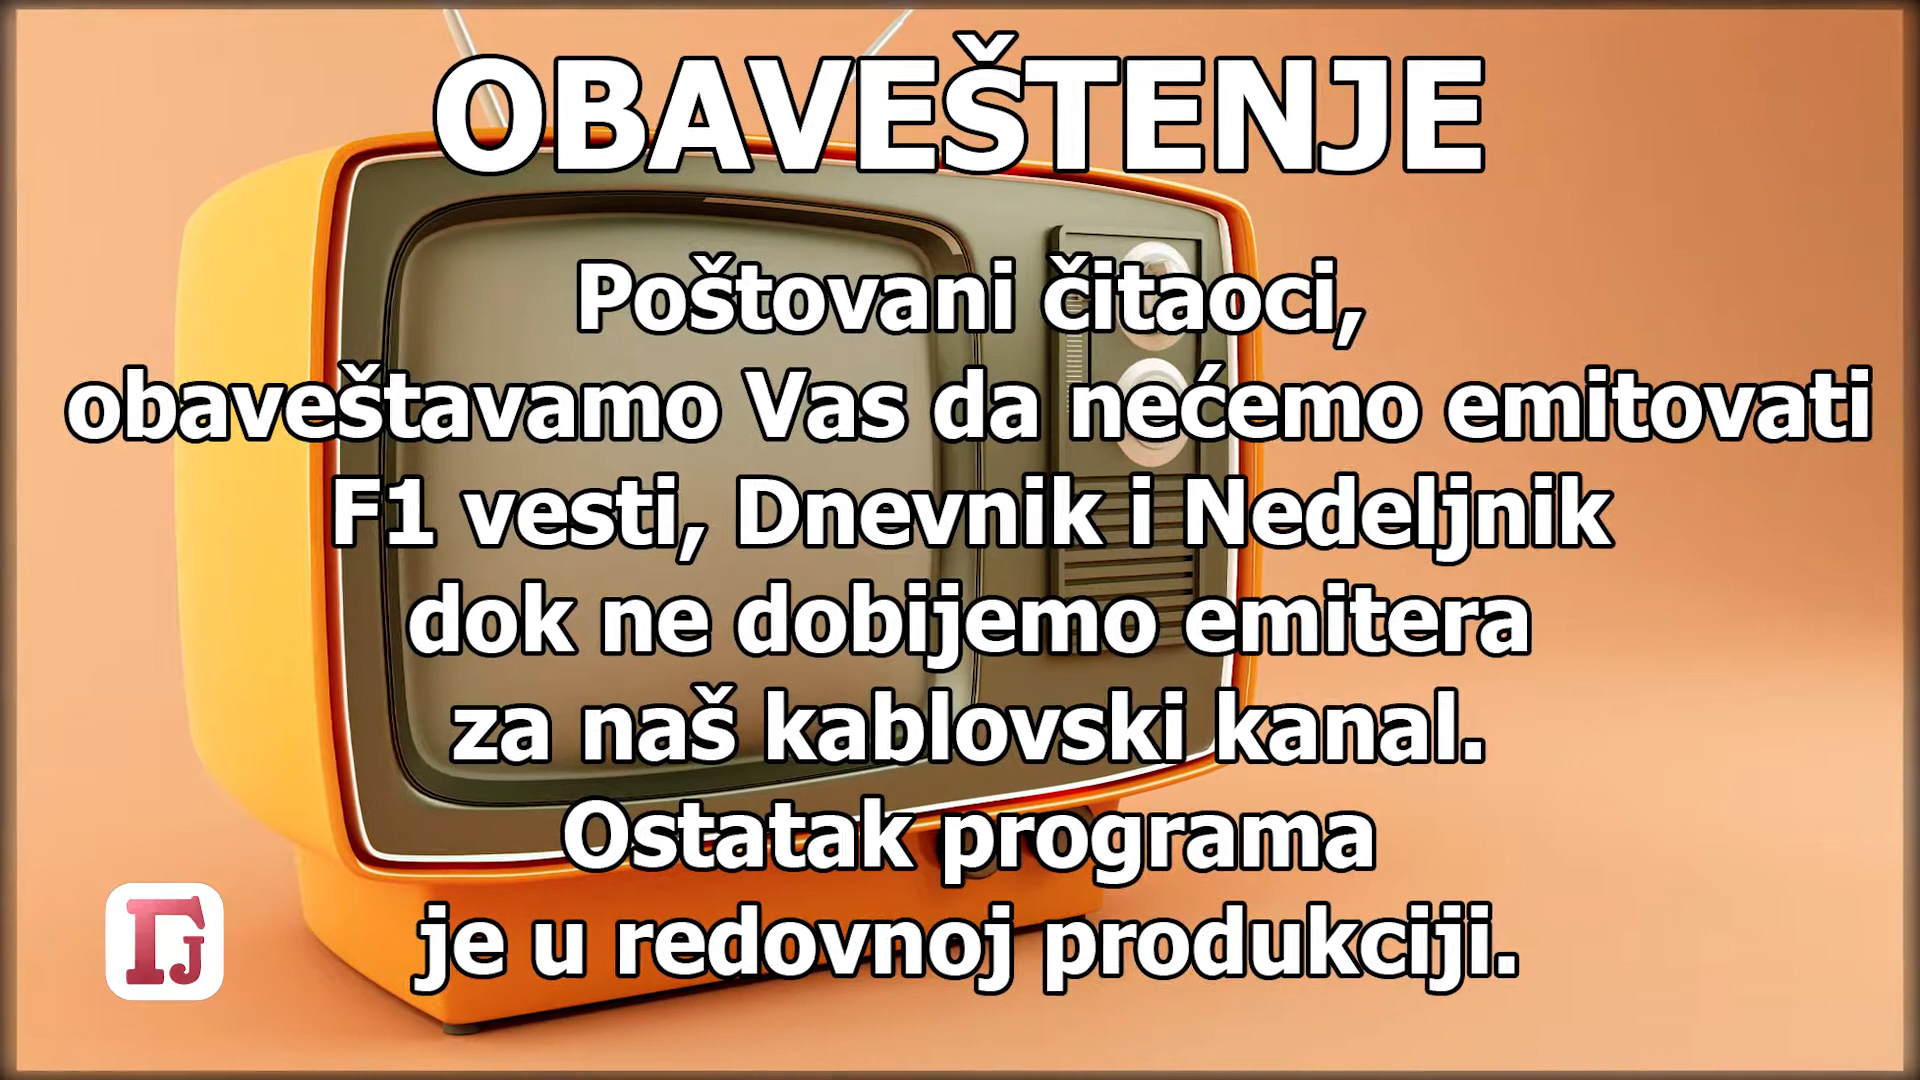 OBAVEŠTENJE
Poštovani čitaoci,
obaveštavamo Vas da nećemo emitovati
F1 vesti, Dnevnik i Nedeljnik
dok ne dobijemo emitera
za naš kablovski kanal.
Ostatak programa
je u redovnoj produkciji.
ГЈ